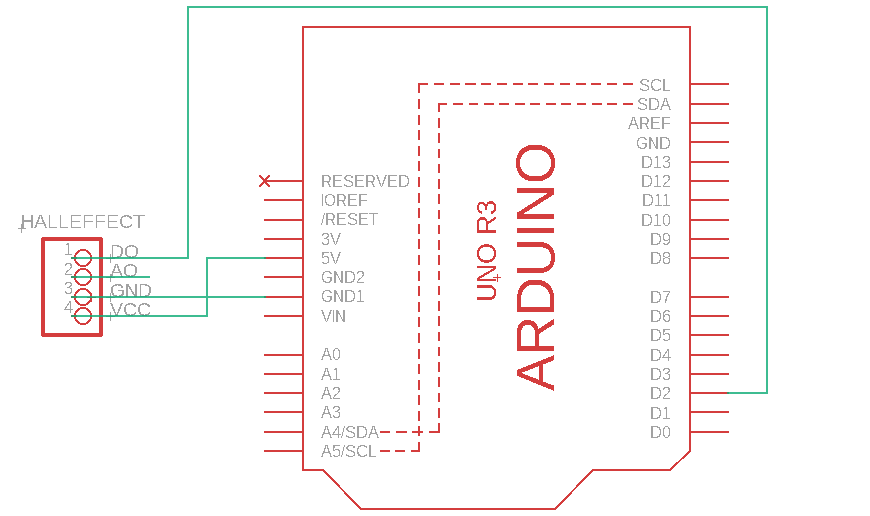 HALLEFFECT
1 DO
2 AO
3 GND
4 VCC
RESERVED
IOREF
/RESET
3V
5V
GND2
GND1
VIN
A0
A1
A2
A3
A4/SDA
A5/SCL
UNO R3
ARDUINO
SCL
SDA
AREF
GND
D13
D12
D11
D10
D9
D8
D7
D6
D5
D4
D3
D2
D1
D0